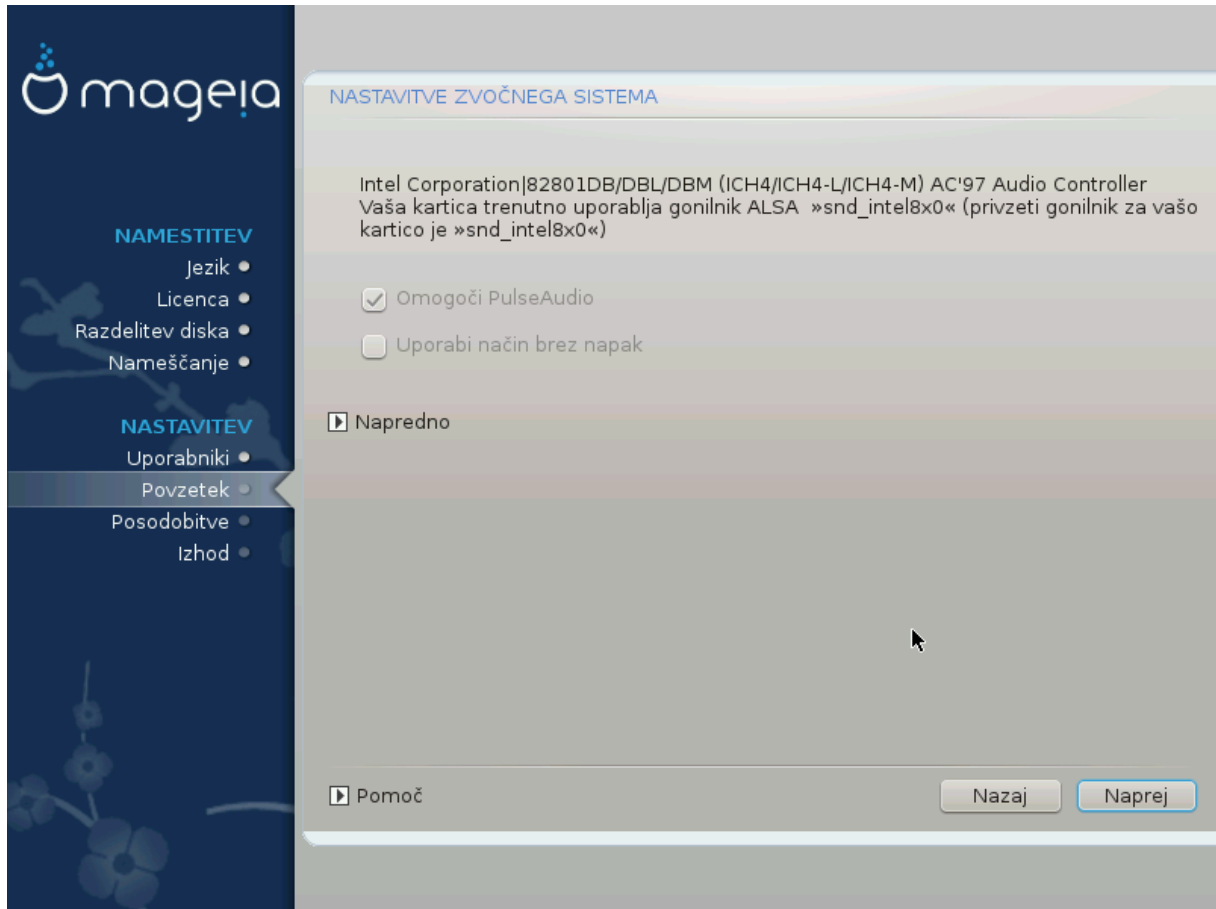 mageia
NAMESTITEV
Jezik
Licenca
Razdelitev diska
Nameščanje
NASTAVITEV
Uporabniki
Povzetek
Posodobitve
Izhod
NASTAVITVE ZVOČNEGA SISTEMA
Intel Corporation|82801DB/DBL/DBM (ICH4/ICH4-L/ICH4-M) AC'97 Audio Controller
Vaša kartica trenutno uporablja gonilnik ALSA »snd_intel8x0« (privzeti gonilnik za vašo
kartico je »snd_intel8x0«)
Omogoči PulseAudio
Uporabi način brez napak
Napredno
Pomoč
Nazaj
Naprej